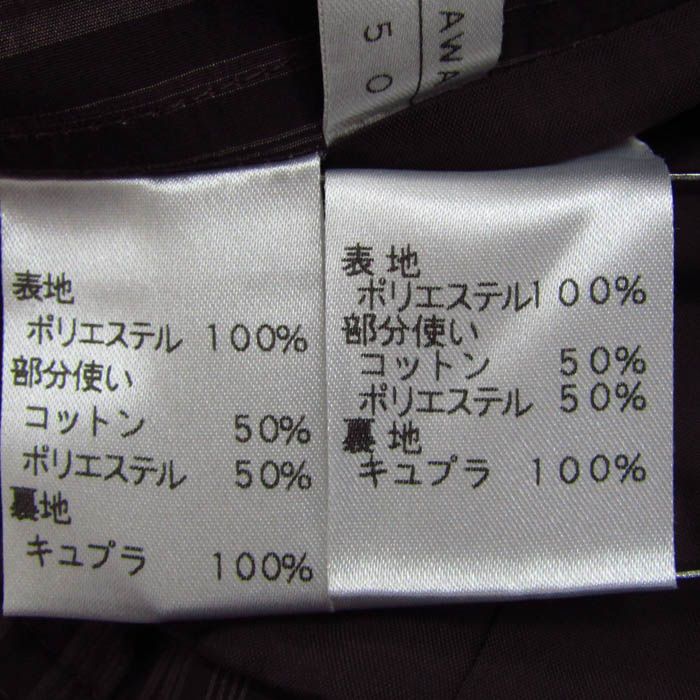 AWA
50
表地
ポリエステル 100%
部分使い
コットン 50%
ポリエステル 50%
裏地
キュプラ 100%
表地
ポリエステル100%
部分使い
コットン 50%
ポリエステル 50%
裏地
キュプラ 100%